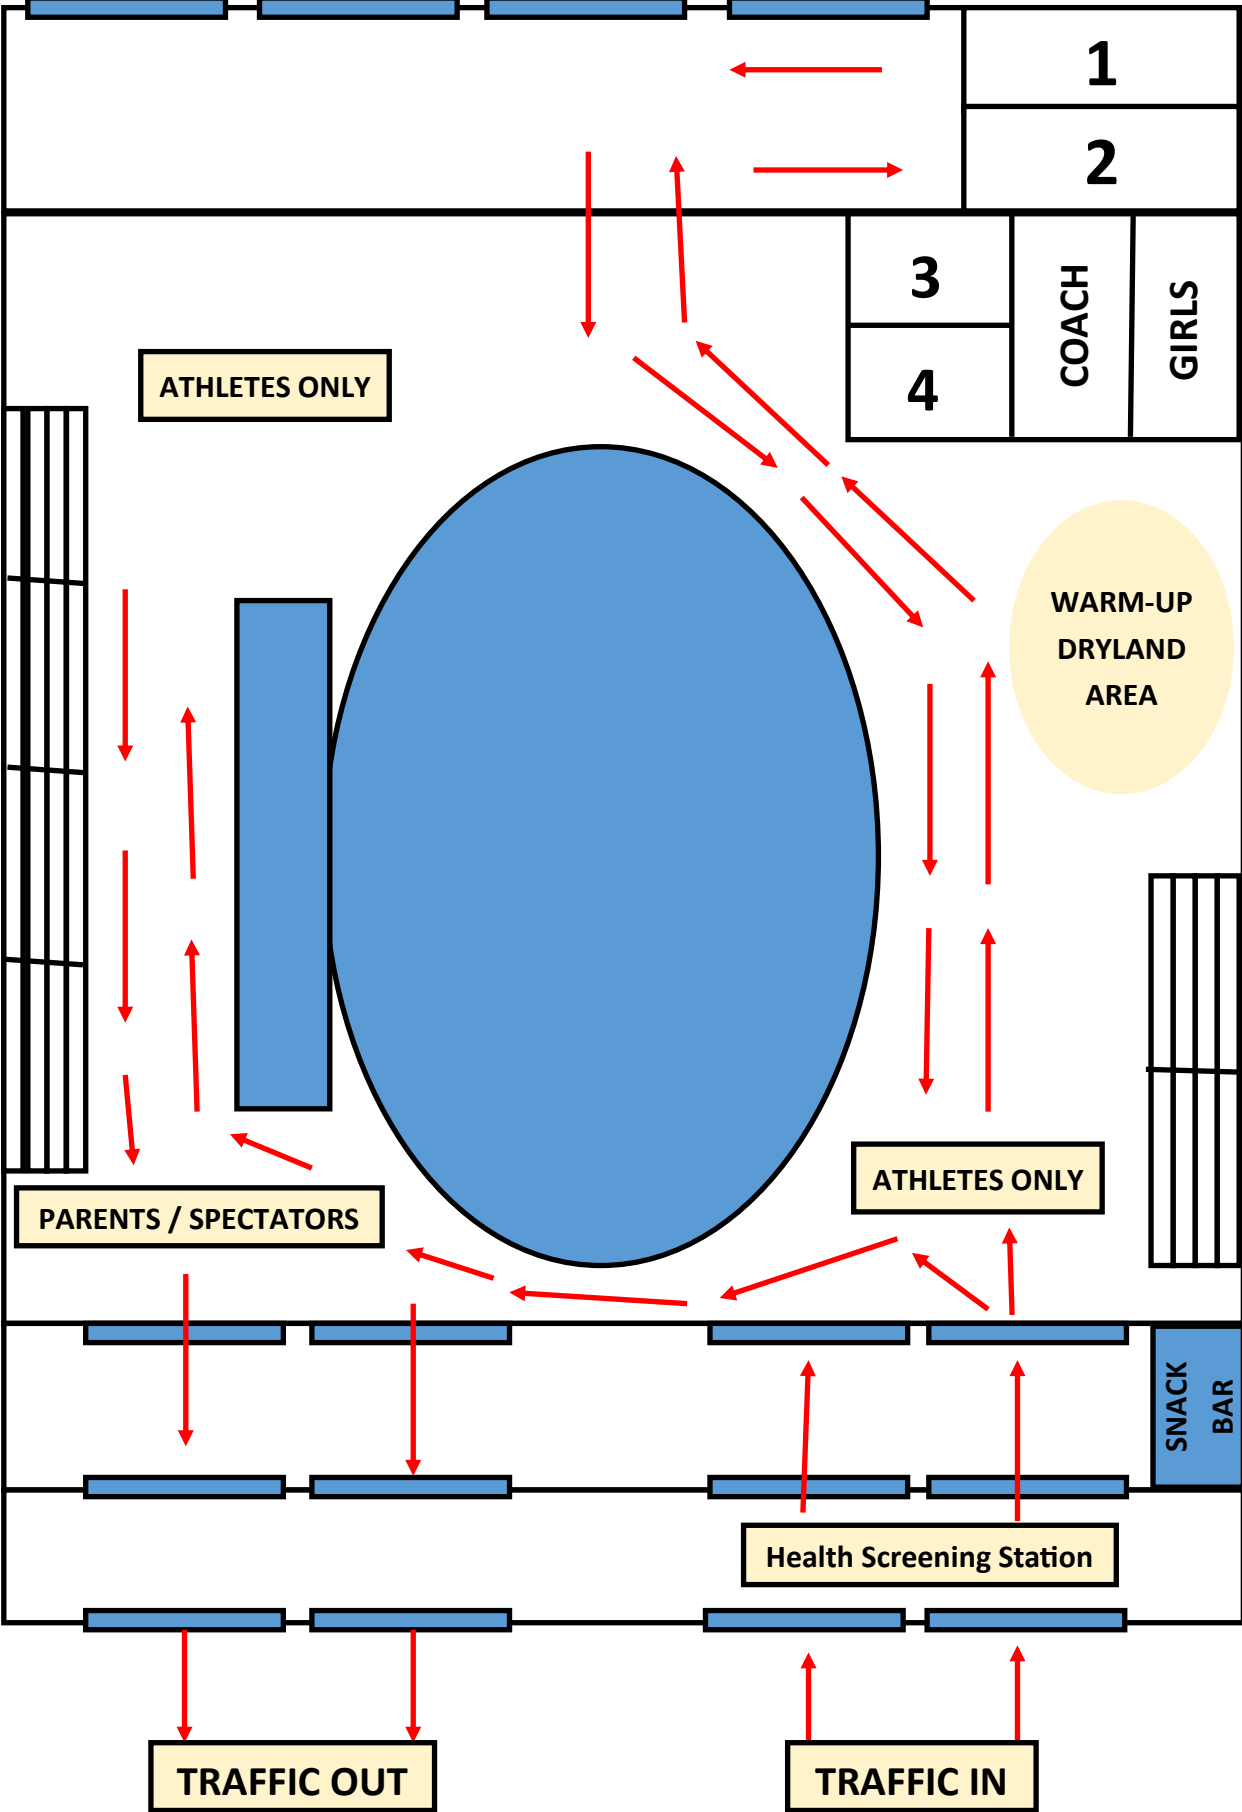 1
2
3
4
COACH
GIRLS
ATHLETES ONLY
WARM-UP
DRYLAND
AREA
ATHLETES ONLY
PARENTS / SPECTATORS
SNACK
BAR
Health Screening Station
TRAFFIC OUT
TRAFFIC IN